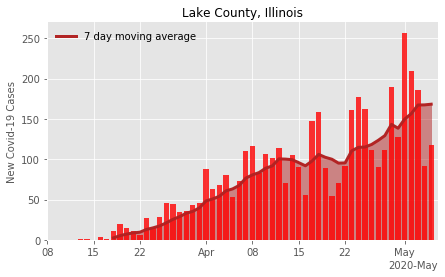 Lake County, Illinois
7 day moving average
New Covid-19 Cases
250
200
150
100
50
0
08 15 22 Apr 08 15 22 May
2020-May